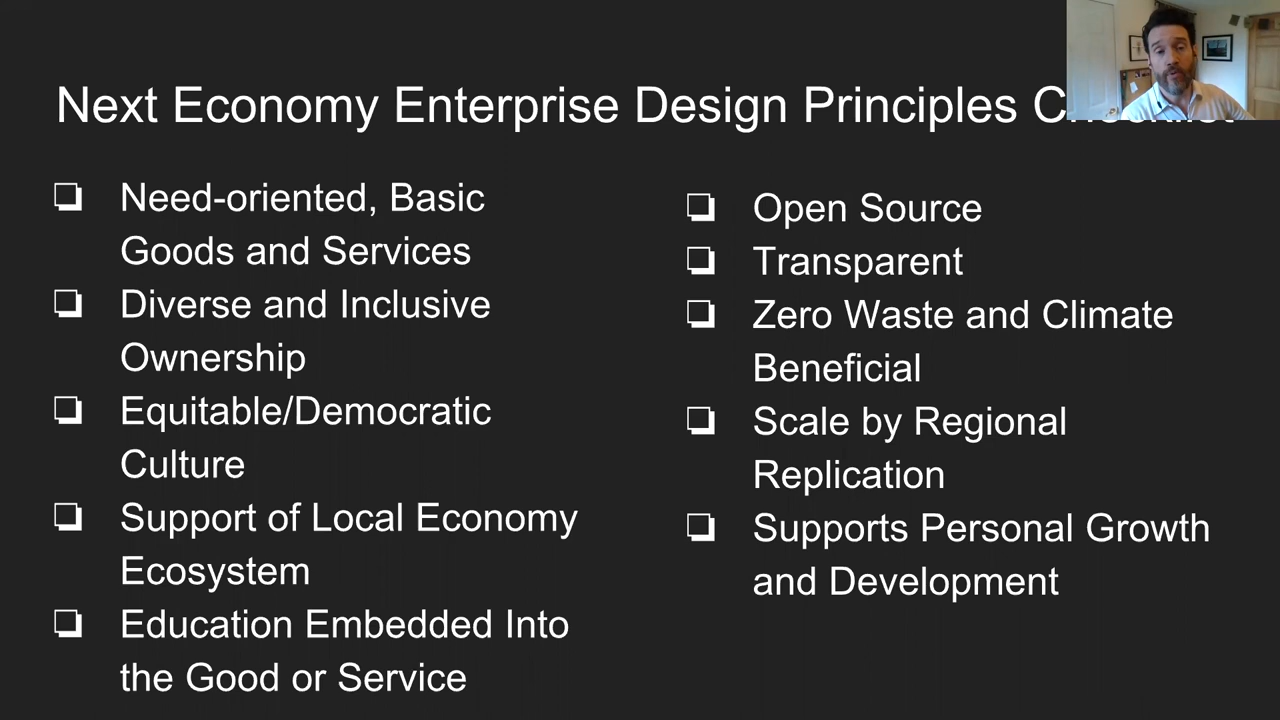 Next Economy Enterprise Design Principles
Need-oriented, Basic
Goods and Services
Diverse and Inclusive
Ownership
Equitable/Democratic
Culture
Support of Local Economy
Ecosystem
Education Embedded Into
the Good or Service
Open Source
Transparent
Zero Waste and Climate
Beneficial
Scale by Regional
Replication
Supports Personal Growth
and Development